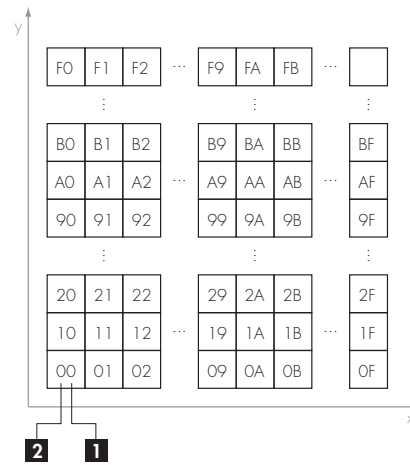 y
F0 F1 F2 ... F9 FA FB ...
⋮ ⋮ ⋮
B0 B1 B2 B9 BA BB BF
A0 A1 A2 ... A9 AA AB ... AF
90 91 92 99 9A 9B 9F
⋮ ⋮ ⋮
20 21 22 29 2A 2B 2F
10 11 12 ... 19 1A 1B ... 1F
00 01 02 09 0A 0B 0F
x
2 1